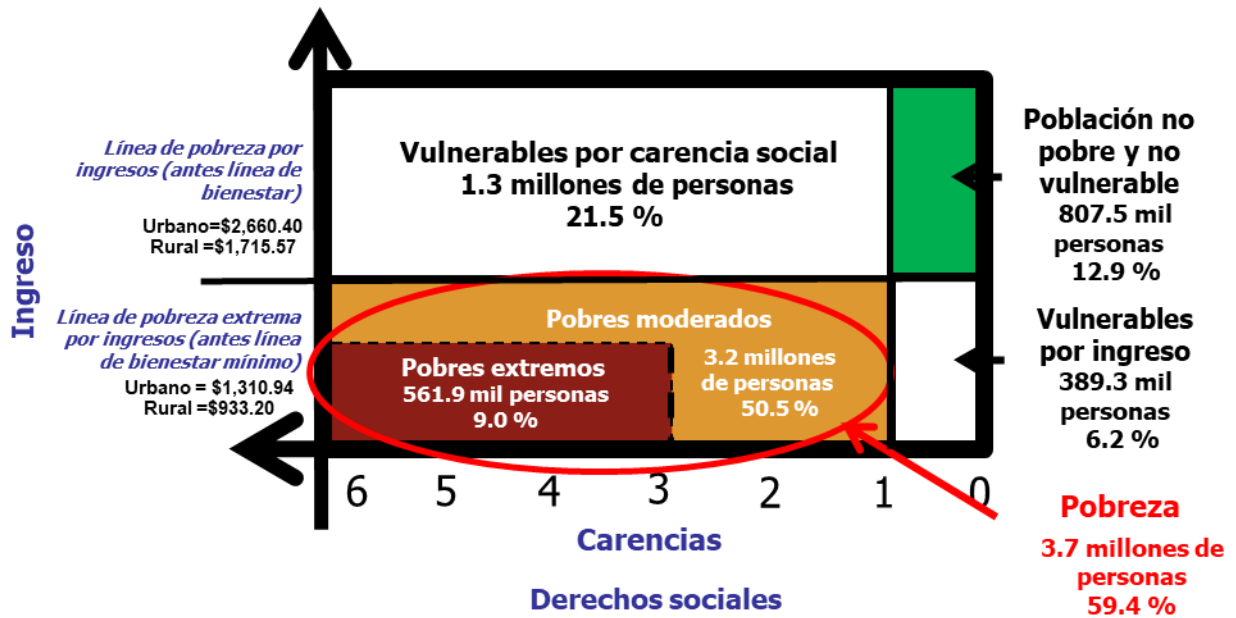 Ingreso
Línea de pobreza por
ingresos (antes línea de
bienestar)
Urbano=$2,660.40
Rural =$1,715.57
Línea de pobreza extrema
por ingresos (antes línea
de bienestar mínimo)
Urbano = $1,310.94
Rural =$933.20
Vulnerables por carencia social
1.3 millones de personas
21.5 %
Pobres moderados
3.2 millones
de personas
50.5 %
Pobres extremos
561.9 mil personas
9.0 %
Población no
pobre y no
vulnerable
807.5 mil
personas
12.9 %
Vulnerables
por ingreso
389.3 mil
personas
6.2 %
Pobreza
3.7 millones de
personas
59.4 %
6 5 4 3 2 1 0
Carencias
Derechos sociales